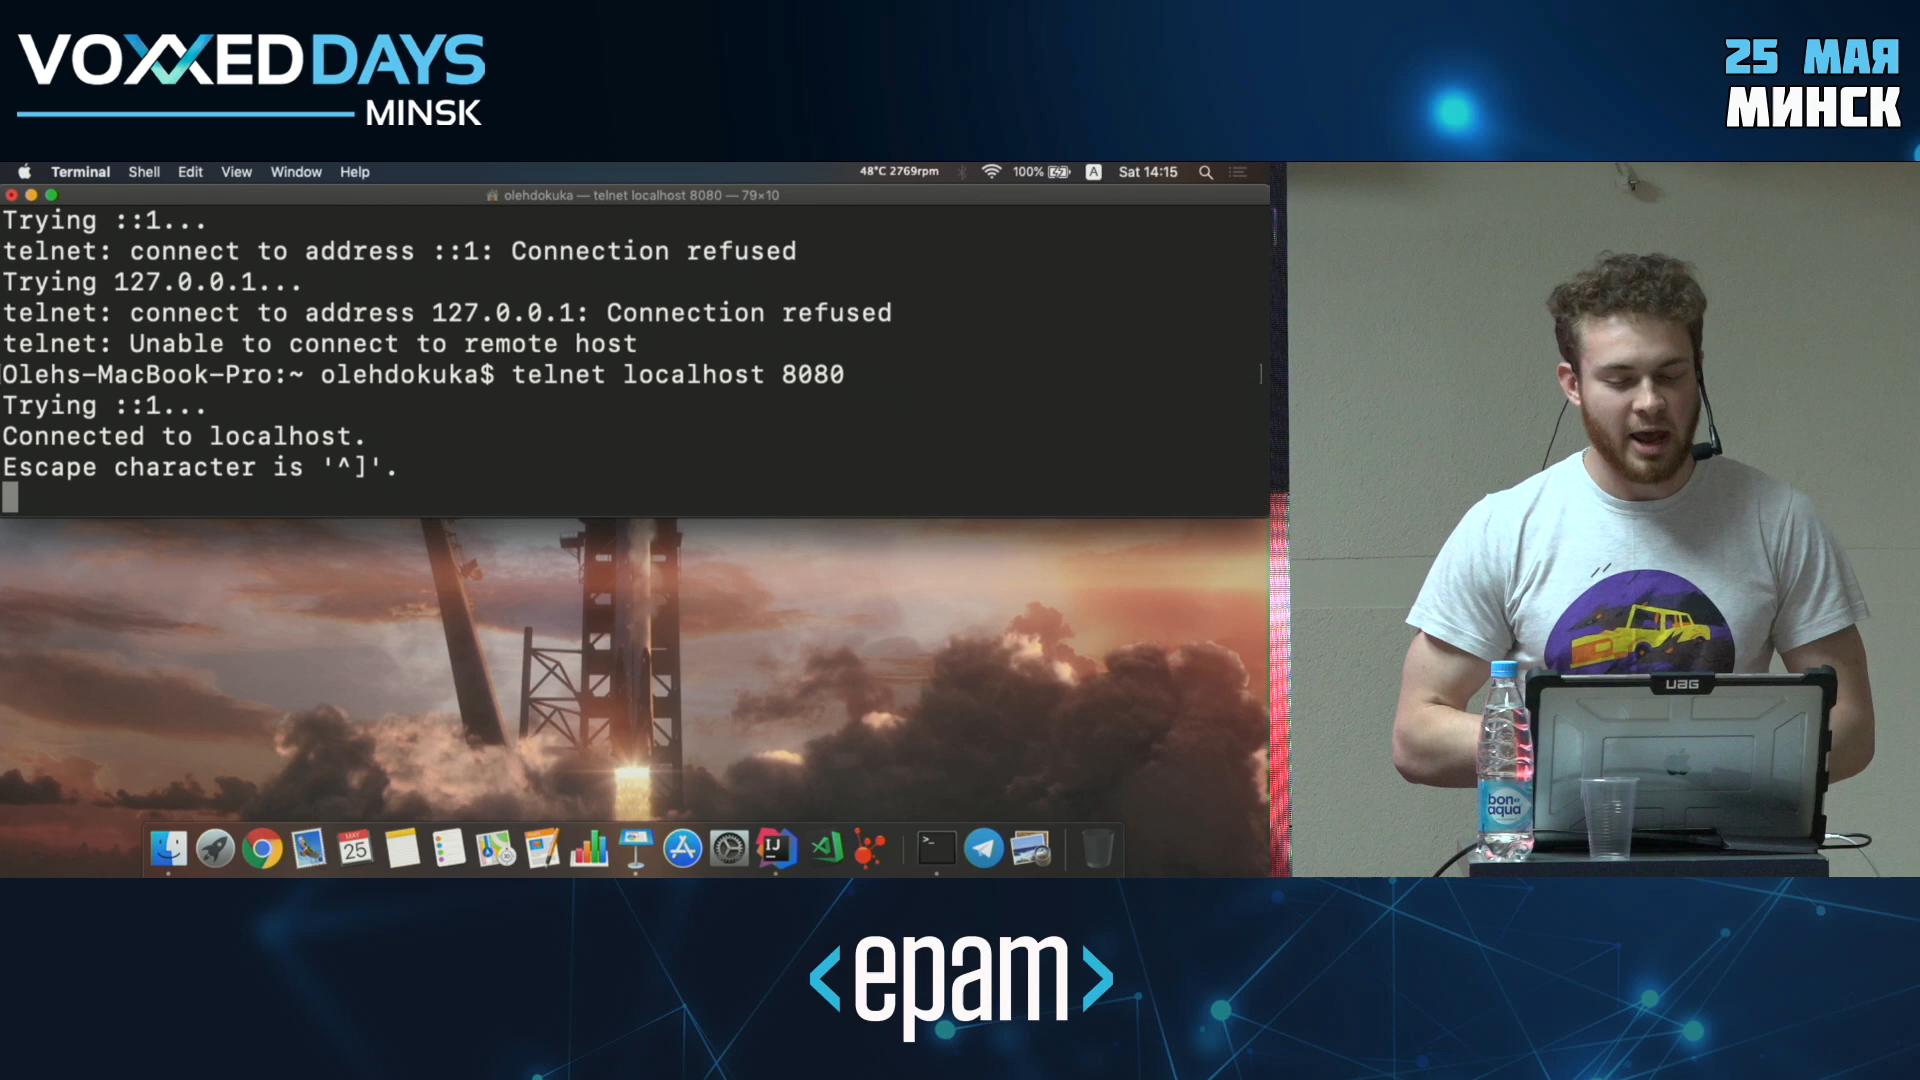 VOXXEDDAYS
MINSK
25 МАЯ
МИНСК
Terminal Shell Edit View Window Help
48°C 2769rpm 100% A Sat 14:15
olehdokuka — telnet localhost 8080 — 79×10
Trying ::1...
telnet: connect to address ::1: Connection refused
Trying 127.0.0.1...
telnet: connect to address 127.0.0.1: Connection refused
telnet: Unable to connect to remote host
Olehs-MacBook-Pro:~ olehdokuka$ telnet localhost 8080
Trying ::1...
Connected to localhost.
Escape character is '^]'.
MAY
25
IJ
>_
UAG
bon
aqua
<epam>